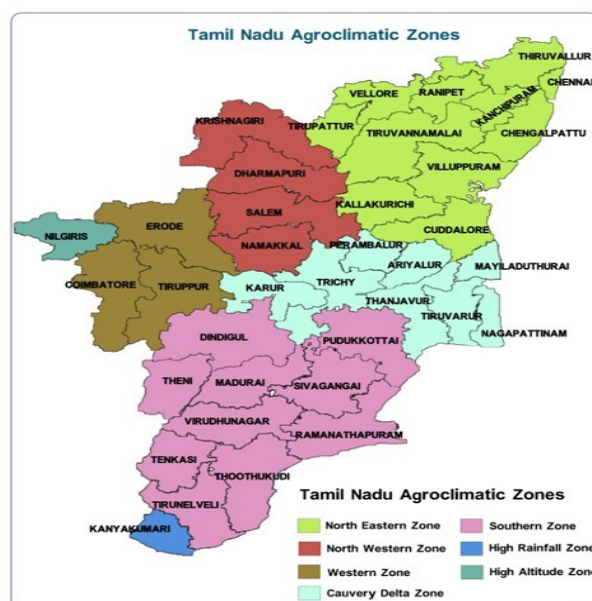 Tamil Nadu Agroclimatic Zones
THIRUVALLUR
CHENNAI
VELLORE
RANIPET
KANCHIPURAM
KRISHNAGIRI
TIRUPATTUR
TIRUVANNAMALAI
CHENGALPATTU
DHARMAPURI
VILLUPPURAM
SALEM
KALLAKURICHI
ERODE
NILGIRIS
CUDDALORE
NAMAKKAL
PERAMBALUR
ARIYALUR
MAYILADUTHURAI
COIMBATORE
TIRUPPUR
KARUR
TRICHY
THANJAVUR
TIRUVARUR
NAGAPATTINAM
DINDIGUL
PUDUKKOTTAI
THENI
MADURAI
SIVAGANGAI
VIRUDHUNAGAR
RAMANATHAPURAM
TENKASI
THOOTHUKUDI
TIRUNELVELI
KANYAKUMARI
Tamil Nadu Agroclimatic Zones
North Eastern Zone
Southern Zone
North Western Zone
High Rainfall Zone
Western Zone
High Altitude Zone
Cauvery Delta Zone